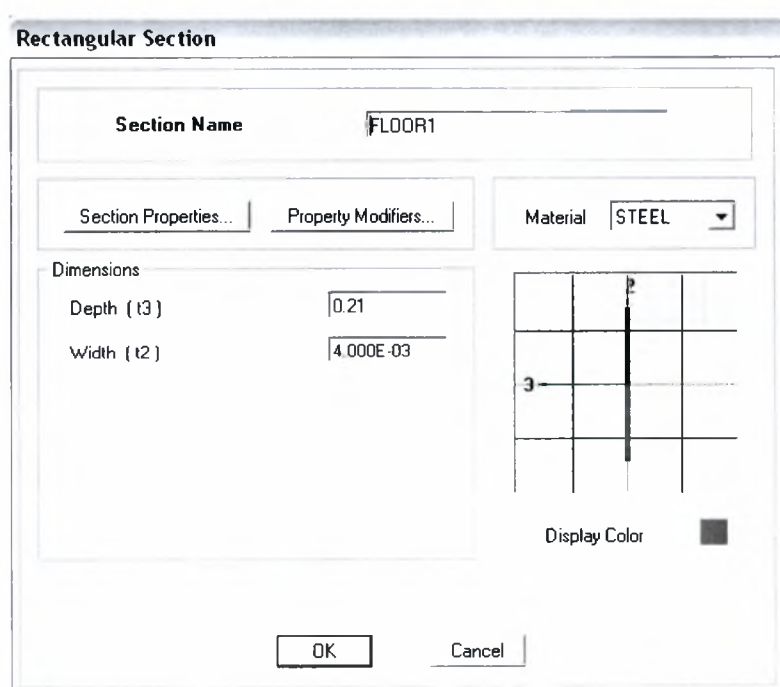 Rectangular Section
Section Name FLOOR1
Section Properties... Property Modifiers... Material STEEL
Dimensions
Depth ( t3 ) 0.21
Width ( t2 ) 4.000E-03
2
3
Display Color
OK Cancel